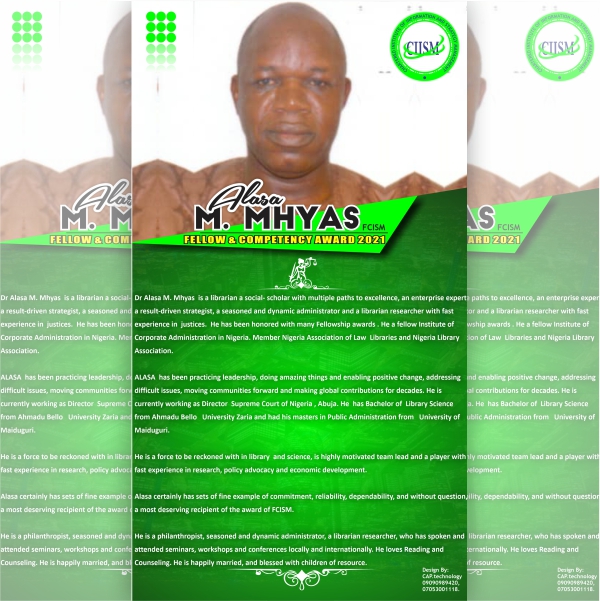 CIISM
Alasa
M. MHYAS FCISM
FELLOW & COMPETENCY AWARD 2021
Dr Alasa M. Mhyas is a librarian a social- scholar with multiple paths to excellence, an enterprise expert
a result-driven strategist, a seasoned and dynamic administrator and a librarian researcher with fast
experience in justices. He has been honored with many Fellowship awards . He a fellow Institute of
Corporate Administration in Nigeria. Member Nigeria Association of Law Libraries and Nigeria Library
Association.
ALASA has been practicing leadership, doing amazing things and enabling positive change, addressing
difficult issues, moving communities forward and making global contributions for decades. He is
currently working as Director Supreme Court of Nigeria , Abuja. He has Bachelor of Library Science
from Ahmadu Bello University Zaria and had his masters in Public Administration from University of
Maiduguri.
He is a force to be reckoned with in library and science, is highly motivated team lead and a player with
fast experience in research, policy advocacy and economic development.
Alasa certainly has sets of fine example of commitment, reliability, dependability, and without question,
a most deserving recipient of the award of FCISM.
He is a philanthropist, seasoned and dynamic administrator, a librarian researcher, who has spoken and
attended seminars, workshops and conferences locally and internationally. He loves Reading and
Counseling. He is happily married, and blessed with children of resource.
Design By:
CAP.technology
09090989420,
07053001118.